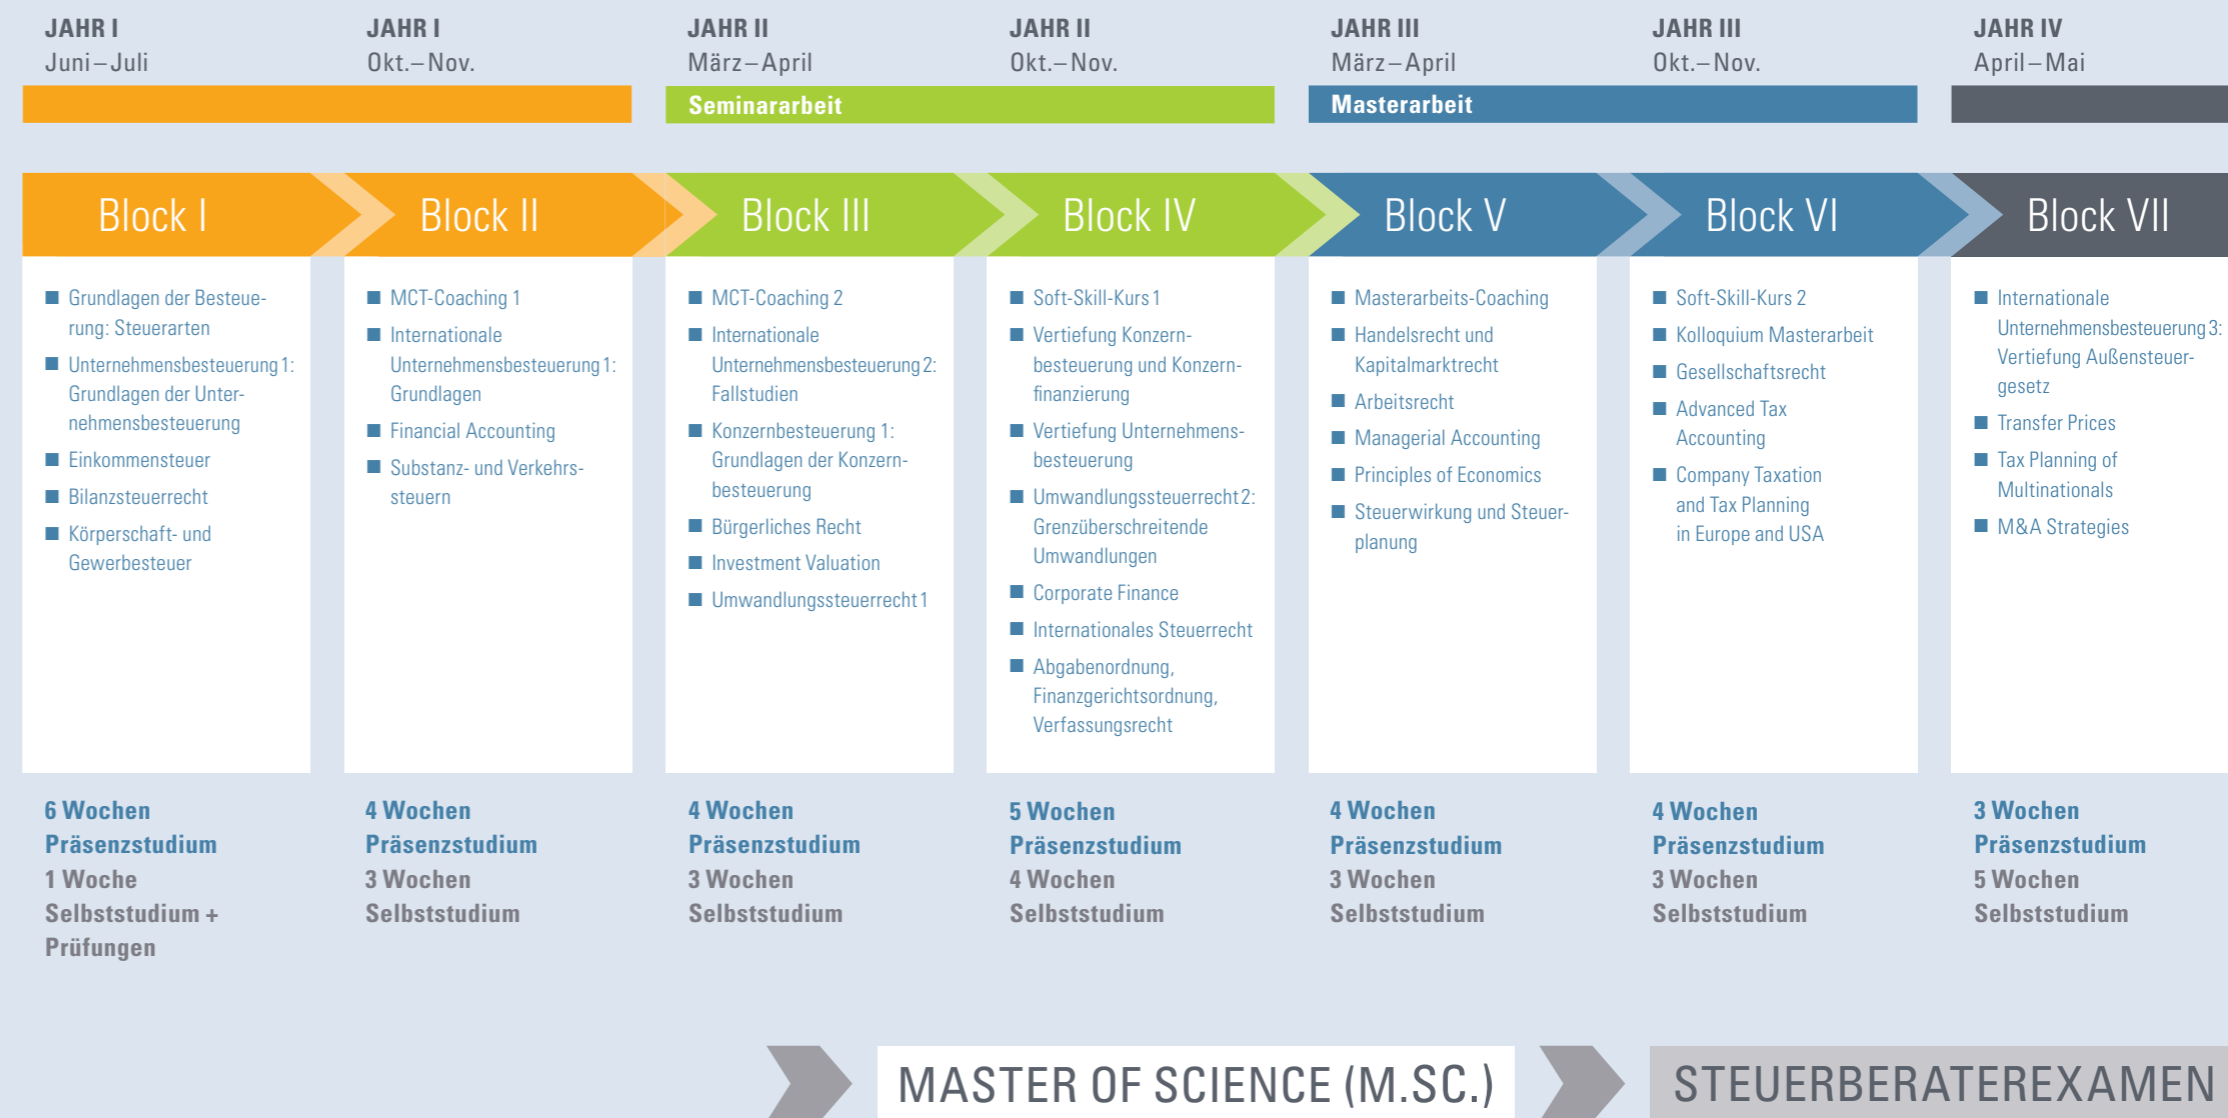 JAHR I
Juni – Juli
JAHR I
Okt. – Nov.
JAHR II
März – April
JAHR II
Okt. – Nov.
JAHR III
März – April
JAHR III
Okt. – Nov.
JAHR IV
April – Mai
Seminararbeit
Masterarbeit
Block I
Block II
Block III
Block IV
Block V
Block VI
Block VII
■ Grundlagen der Besteue-
rung: Steuerarten
■ Unternehmensbesteuerung 1:
Grundlagen der Unter-
nehmensbesteuerung
■ Einkommensteuer
■ Bilanzsteuerrecht
■ Körperschaft- und
Gewerbesteuer
■ MCT-Coaching 1
■ Internationale
Unternehmensbesteuerung 1:
Grundlagen
■ Financial Accounting
■ Substanz- und Verkehrs-
steuern
■ MCT-Coaching 2
■ Internationale
Unternehmensbesteuerung 2:
Fallstudien
■ Konzernbesteuerung 1:
Grundlagen der Konzern-
besteuerung
■ Bürgerliches Recht
■ Investment Valuation
■ Umwandlungssteuerrecht 1
■ Soft-Skill-Kurs 1
■ Vertiefung Konzern-
besteuerung und Konzern-
finanzierung
■ Vertiefung Unternehmens-
besteuerung
■ Umwandlungssteuerrecht 2:
Grenzüberschreitende
Umwandlungen
■ Corporate Finance
■ Internationales Steuerrecht
■ Abgabenordnung,
Finanzgerichtsordnung,
Verfassungsrecht
■ Masterarbeits-Coaching
■ Handelsrecht und
Kapitalmarktrecht
■ Arbeitsrecht
■ Managerial Accounting
■ Principles of Economics
■ Steuerwirkung und Steuer-
planung
■ Soft-Skill-Kurs 2
■ Kolloquium Masterarbeit
■ Gesellschaftsrecht
■ Advanced Tax
Accounting
■ Company Taxation
and Tax Planning
in Europe and USA
■ Internationale
Unternehmensbesteuerung 3:
Vertiefung Außensteuer-
gesetz
■ Transfer Prices
■ Tax Planning of
Multinationals
■ M&A Strategies
6 Wochen
Präsenzstudium
1 Woche
Selbststudium +
Prüfungen
4 Wochen
Präsenzstudium
3 Wochen
Selbststudium
4 Wochen
Präsenzstudium
3 Wochen
Selbststudium
5 Wochen
Präsenzstudium
4 Wochen
Selbststudium
4 Wochen
Präsenzstudium
3 Wochen
Selbststudium
4 Wochen
Präsenzstudium
3 Wochen
Selbststudium
3 Wochen
Präsenzstudium
5 Wochen
Selbststudium
MASTER OF SCIENCE (M.SC.)
STEUERBERATEREXAMEN